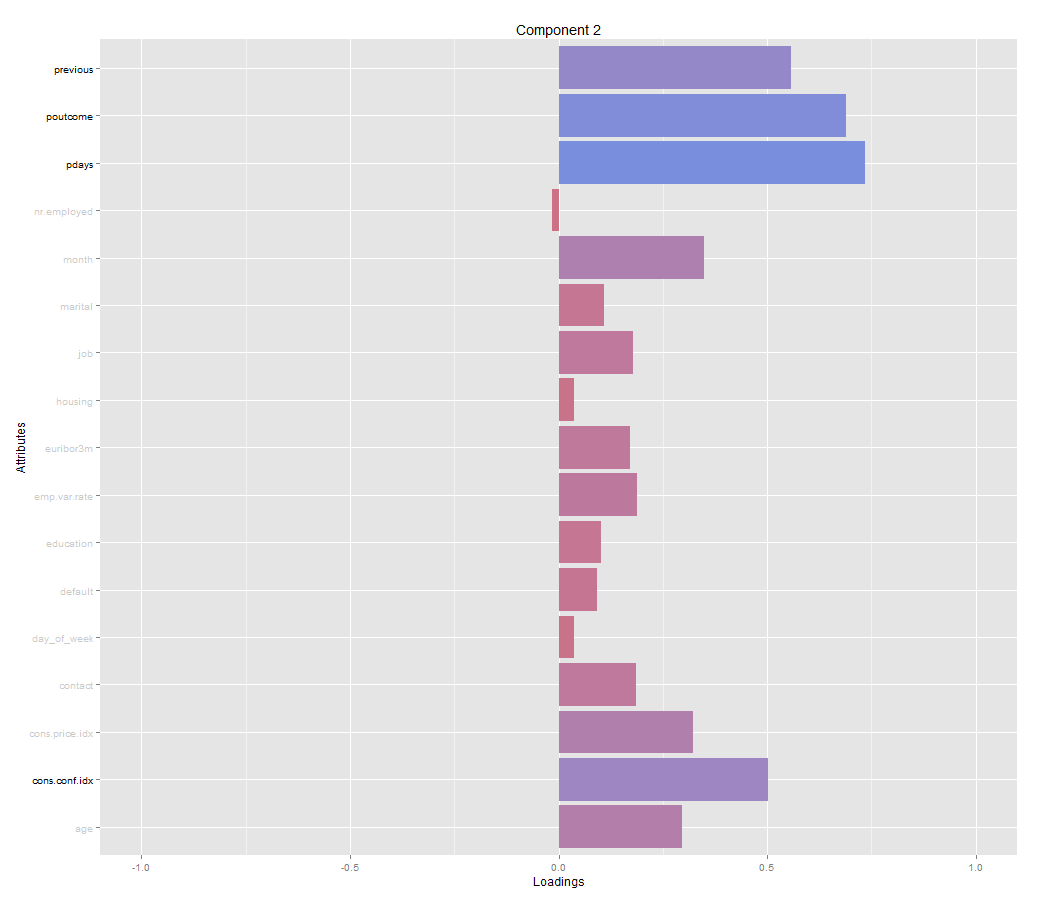 Component 2
previous
poutcome
pdays
nr.employed
month
marital
job
housing
euribor3m
emp.var.rate
education
default
day_of_week
contact
cons.price.idx
cons.conf.idx
age
Attributes
-1.0 -0.5 0.0 0.5 1.0
Loadings